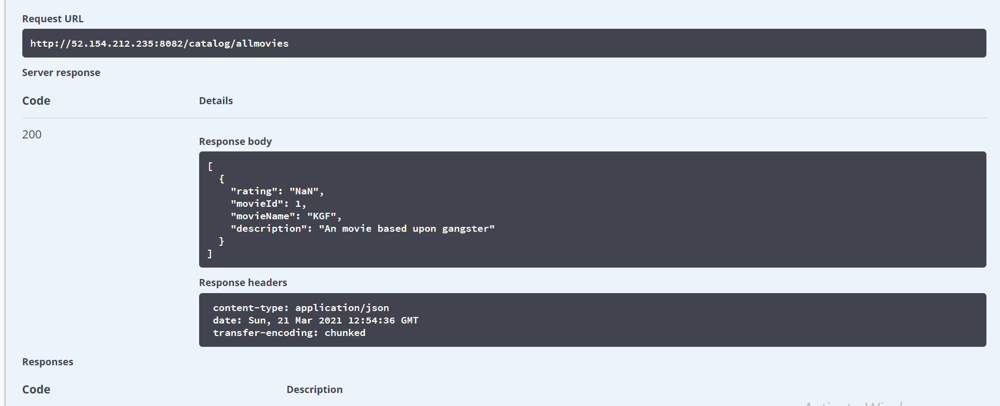 Request URL
http://52.154.212.235:8082/catalog/allmovies
Server response
Code Details
200
Response body
[
  {
    "rating": "NaN",
    "movieId": 1,
    "movieName": "KGF",
    "description": "An movie based upon gangster"
  }
]
Response headers
content-type: application/json
date: Sun, 21 Mar 2021 12:54:36 GMT
transfer-encoding: chunked
Responses
Code Description